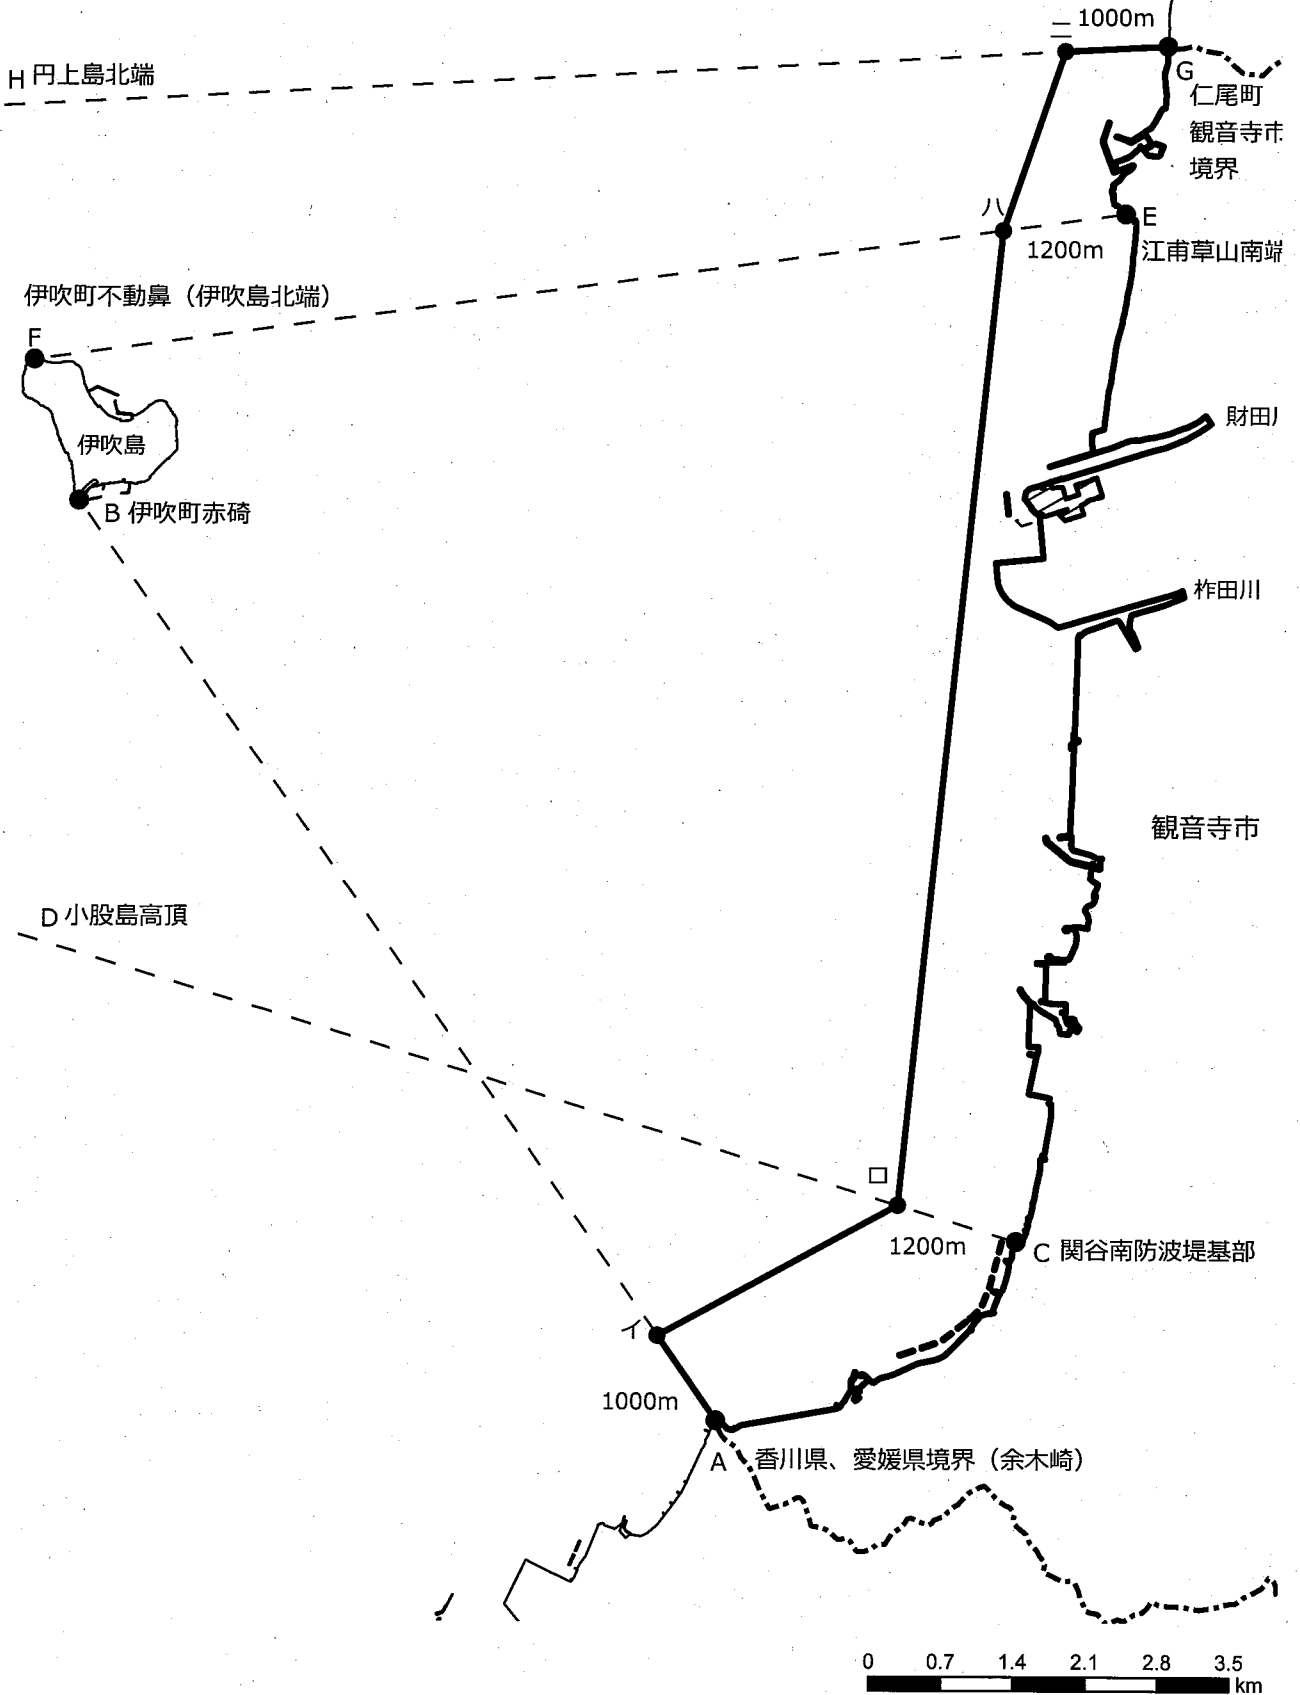 ニ 1000m
H 円上島北端
G
仁尾町
観音寺市
境界
ハ
E
1200m
江甫草山南端
伊吹町不動鼻（伊吹島北端）
F
財田川
伊吹島
B 伊吹町赤碕
柞田川
観音寺市
D 小股島高頂
ロ
1200m
C 関谷南防波堤基部
イ
1000m
A
香川県、愛媛県境界（余木崎）
0 0.7 1.4 2.1 2.8 3.5
km